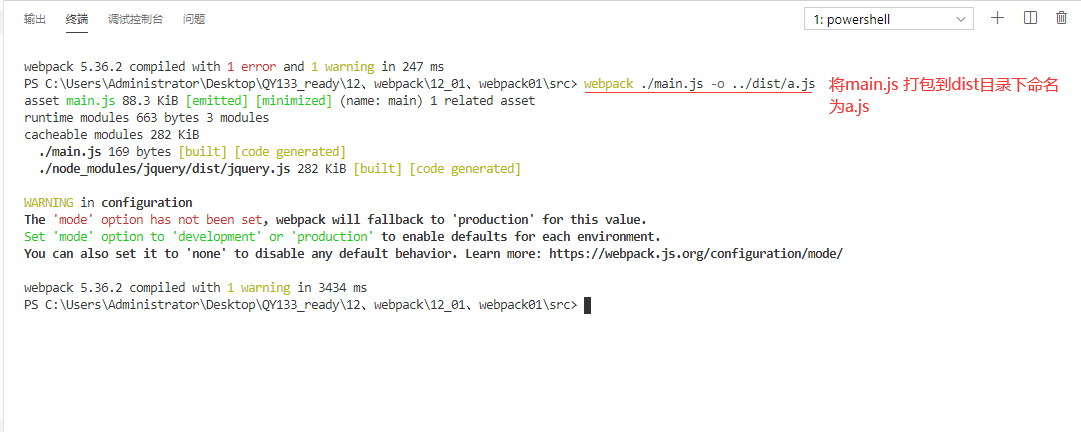 输出 终端 调试控制台 问题 1: powershell
webpack 5.36.2 compiled with 1 error and 1 warning in 247 ms
PS C:\Users\Administrator\Desktop\QY133_ready\12、webpack\12_01、webpack01\src> webpack ./main.js -o ../dist/a.js
将main.js 打包到dist目录下命名
为a.js
asset main.js 88.3 KiB [emitted] [minimized] (name: main) 1 related asset
runtime modules 663 bytes 3 modules
cacheable modules 282 KiB
./main.js 169 bytes [built] [code generated]
./node_modules/jquery/dist/jquery.js 282 KiB [built] [code generated]
WARNING in configuration
The 'mode' option has not been set, webpack will fallback to 'production' for this value.
Set 'mode' option to 'development' or 'production' to enable defaults for each environment.
You can also set it to 'none' to disable any default behavior. Learn more: https://webpack.js.org/configuration/mode/
webpack 5.36.2 compiled with 1 warning in 3434 ms
PS C:\Users\Administrator\Desktop\QY133_ready\12、webpack\12_01、webpack01\src>